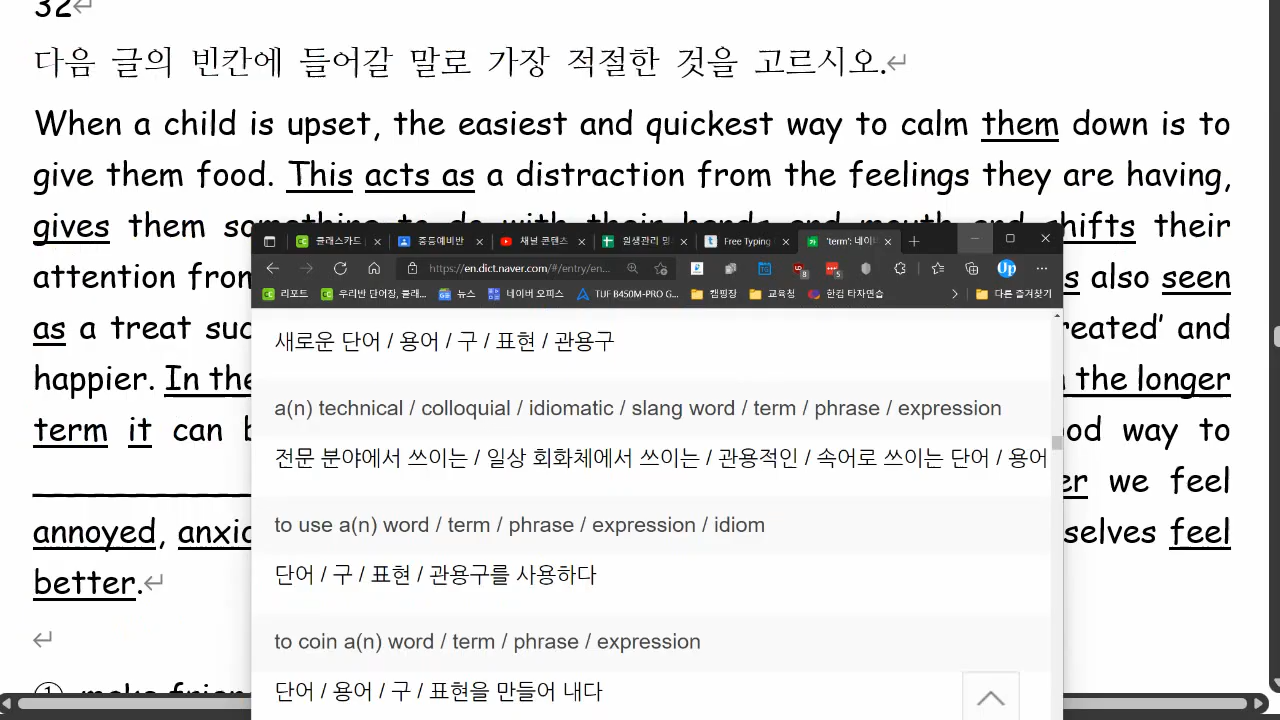 32
다음 글의 빈칸에 들어갈 말로 가장 적절한 것을 고르시오.
When a child is upset, the easiest and quickest way to calm them down is to
give them food. This acts as a distraction from the feelings they are having,
gives them something to do with their hands and mouth and shifts their
attention from also seen
as a treat and
happier. In the longer
term it can way to
we feel
annoyed, feel
better.
클래스카드
중등예비반
채널 콘텐츠
원생관리
Free Typing
'term': 네이버
https://en.dict.naver.com/#/entry/en...
리포트
우리반 단어장, 클래...
뉴스
네이버 오피스
TUF B450M-PRO G...
캠핑장
교육청
한컴 타자연습
다른 즐겨찾기
새로운 단어 / 용어 / 구 / 표현 / 관용구
a(n) technical / colloquial / idiomatic / slang word / term / phrase / expression
전문 분야에서 쓰이는 / 일상 회화체에서 쓰이는 / 관용적인 / 속어로 쓰이는 단어 / 용어
to use a(n) word / term / phrase / expression / idiom
단어 / 구 / 표현 / 관용구를 사용하다
to coin a(n) word / term / phrase / expression
단어 / 용어 / 구 / 표현을 만들어 내다